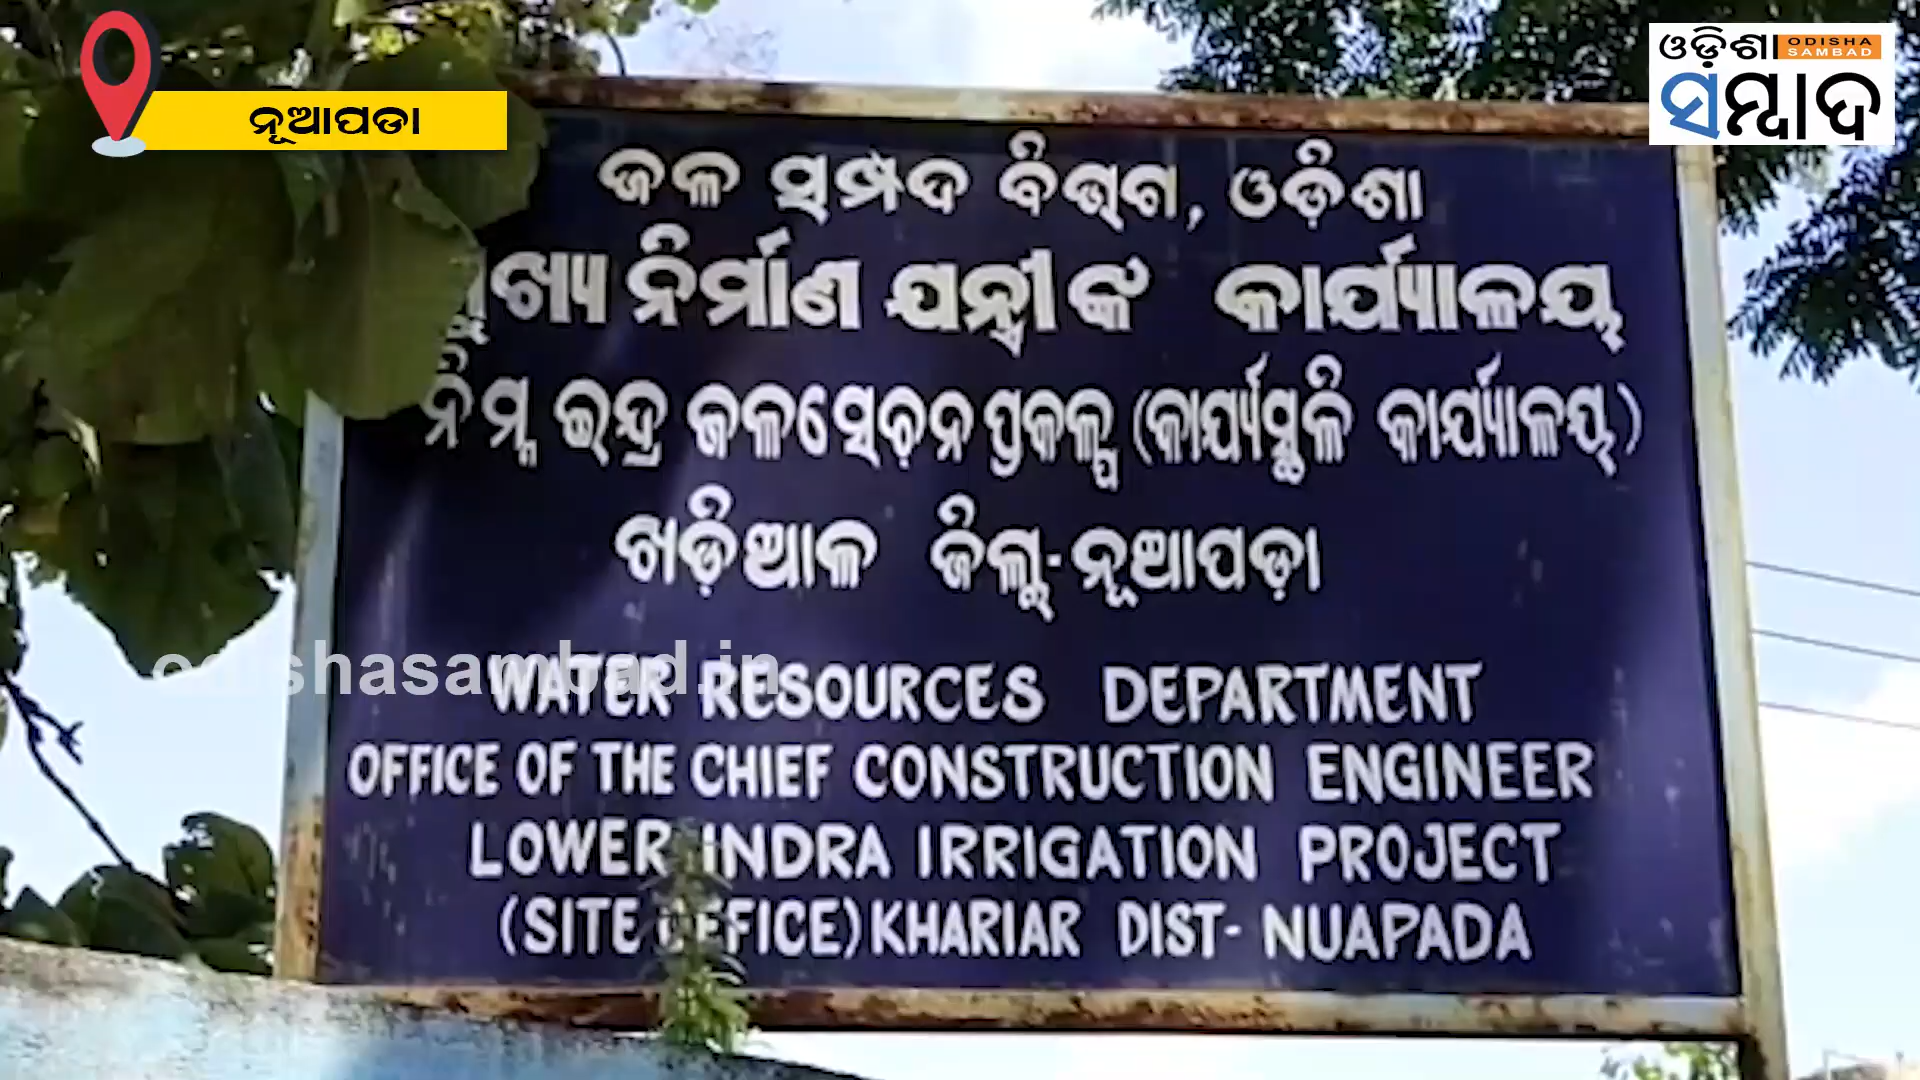 ନୂଆପଡା
ଓଡ଼ିଶା
ODISHA
SAMBAD
ସମ୍ବାଦ
ଜଳ ସମ୍ପଦ ବିଭାଗ, ଓଡ଼ିଶା
ମୁଖ୍ୟ ନିର୍ମାଣ ଯନ୍ତ୍ରୀଙ୍କ କାର୍ଯ୍ୟାଳୟ
ନିମ୍ନ ଇନ୍ଦ୍ର ଜଳସେଚନ ପ୍ରକଳ୍ପ (କାର୍ଯ୍ୟସ୍ଥଳି କାର୍ଯ୍ୟାଳୟ)
ଖଡ଼ିଆଳ ଜିଲ୍ଲା-ନୂଆପଡ଼ା
odishasambad.in
WATER RESOURCES DEPARTMENT
OFFICE OF THE CHIEF CONSTRUCTION ENGINEER
LOWER INDRA IRRIGATION PROJECT
(SITE OFFICE) KHARIAR DIST- NUAPADA